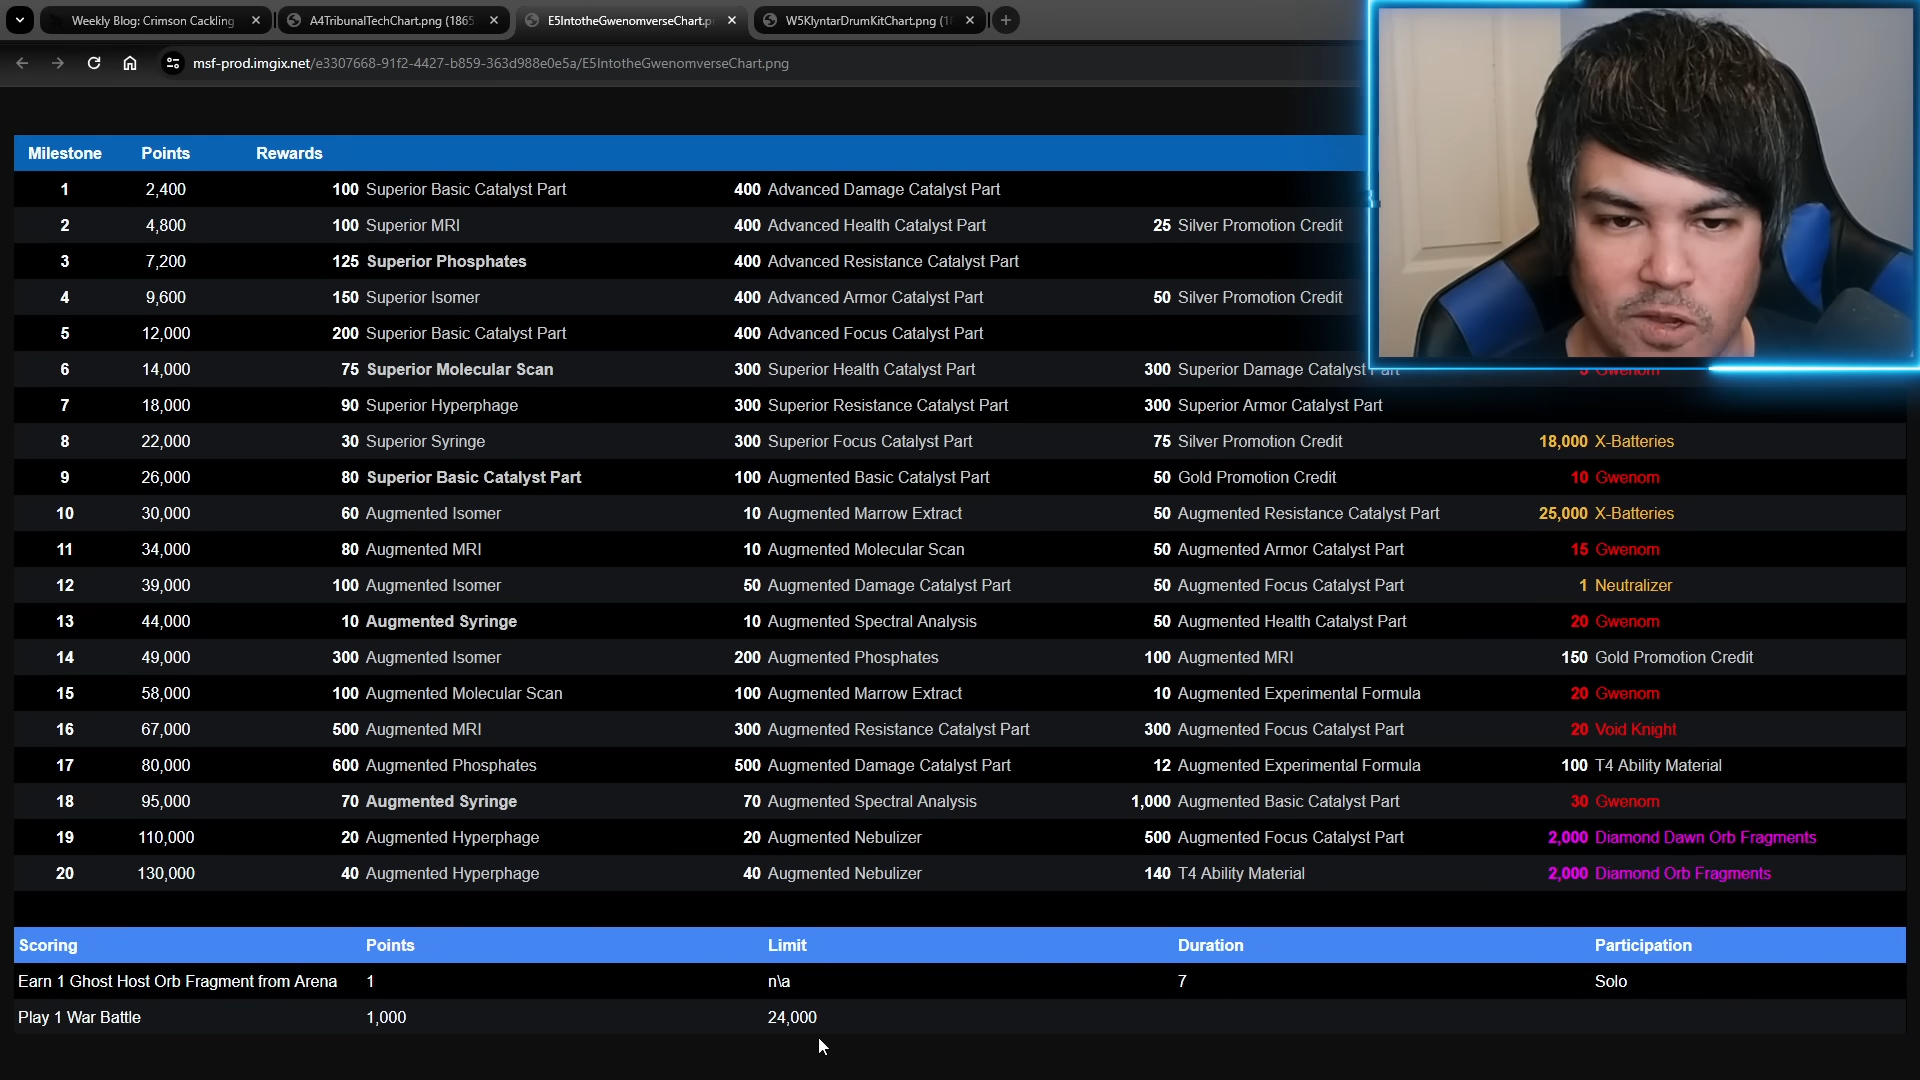 Weekly Blog: Crimson Cackling
A4TribunalTechChart.png (1865
E5IntotheGwenomverseChart.p
W5KlyntarDrumKitChart.png (1
msf-prod.imgix.net/e3307668-91f2-4427-b859-363d988e0e5a/E5IntotheGwenomverseChart.png
Milestone Points Rewards
1 2,400 100 Superior Basic Catalyst Part 400 Advanced Damage Catalyst Part
2 4,800 100 Superior MRI 400 Advanced Health Catalyst Part 25 Silver Promotion Credit
3 7,200 125 Superior Phosphates 400 Advanced Resistance Catalyst Part
4 9,600 150 Superior Isomer 400 Advanced Armor Catalyst Part 50 Silver Promotion Credit
5 12,000 200 Superior Basic Catalyst Part 400 Advanced Focus Catalyst Part
6 14,000 75 Superior Molecular Scan 300 Superior Health Catalyst Part 300 Superior Damage Catalyst Part Gwenom
7 18,000 90 Superior Hyperphage 300 Superior Resistance Catalyst Part 300 Superior Armor Catalyst Part
8 22,000 30 Superior Syringe 300 Superior Focus Catalyst Part 75 Silver Promotion Credit 18,000 X-Batteries
9 26,000 80 Superior Basic Catalyst Part 100 Augmented Basic Catalyst Part 50 Gold Promotion Credit 10 Gwenom
10 30,000 60 Augmented Isomer 10 Augmented Marrow Extract 50 Augmented Resistance Catalyst Part 25,000 X-Batteries
11 34,000 80 Augmented MRI 10 Augmented Molecular Scan 50 Augmented Armor Catalyst Part 15 Gwenom
12 39,000 100 Augmented Isomer 50 Augmented Damage Catalyst Part 50 Augmented Focus Catalyst Part 1 Neutralizer
13 44,000 10 Augmented Syringe 10 Augmented Spectral Analysis 50 Augmented Health Catalyst Part 20 Gwenom
14 49,000 300 Augmented Isomer 200 Augmented Phosphates 100 Augmented MRI 150 Gold Promotion Credit
15 58,000 100 Augmented Molecular Scan 100 Augmented Marrow Extract 10 Augmented Experimental Formula 20 Gwenom
16 67,000 500 Augmented MRI 300 Augmented Resistance Catalyst Part 300 Augmented Focus Catalyst Part 20 Void Knight
17 80,000 600 Augmented Phosphates 500 Augmented Damage Catalyst Part 12 Augmented Experimental Formula 100 T4 Ability Material
18 95,000 70 Augmented Syringe 70 Augmented Spectral Analysis 1,000 Augmented Basic Catalyst Part 30 Gwenom
19 110,000 20 Augmented Hyperphage 20 Augmented Nebulizer 500 Augmented Focus Catalyst Part 2,000 Diamond Dawn Orb Fragments
20 130,000 40 Augmented Hyperphage 40 Augmented Nebulizer 140 T4 Ability Material 2,000 Diamond Orb Fragments
Scoring Points Limit Duration Participation
Earn 1 Ghost Host Orb Fragment from Arena 1 n\a 7 Solo
Play 1 War Battle 1,000 24,000